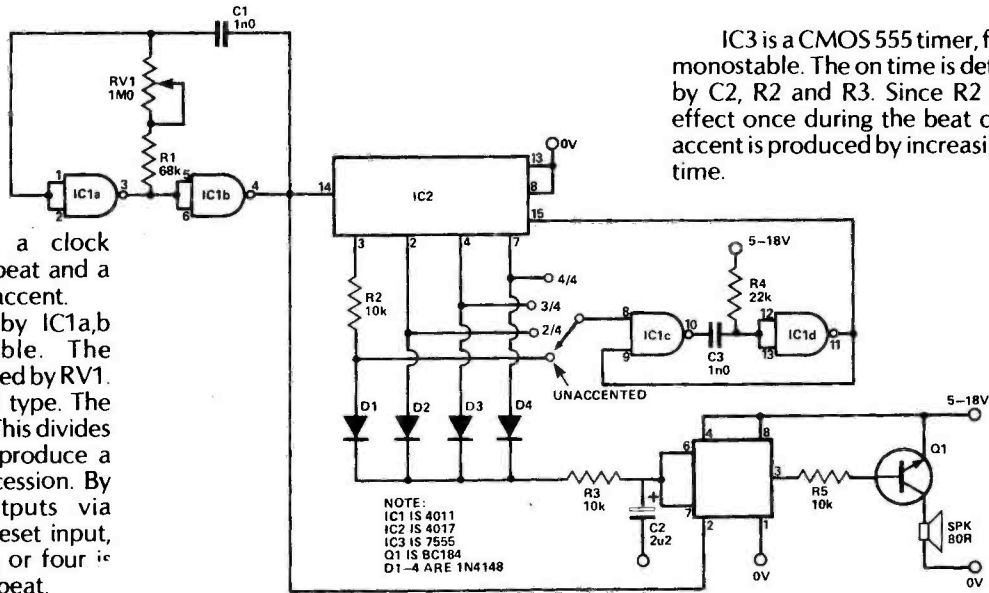 IC3 is a CMOS 555 timer, f
monostable. The on time is det
by C2, R2 and R3. Since R2
effect once during the beat c
accent is produced by increasi
time.
a clock
beat and a
accent.
by IC1a,b
ble. The
ed by RV1.
type. The
This divides
produce a
cession. By
tputs via
eset input,
or four is
beat.
C1
1n0
RV1
1M0
R1
68k
1
2
IC1a
3
5
6
IC1b
4
14
IC2
13
8
15
0V
3
2
4
7
R2
10k
4/4
3/4
2/4
UNACCENTED
8
9
IC1c
10
C3
1n0
5–18V
R4
22k
12
13
IC1d
11
D1
D2
D3
D4
NOTE:
IC1 IS 4011
IC2 IS 4017
IC3 IS 7555
Q1 IS BC184
D1–4 ARE 1N4148
R3
10k
+
C2
2u2
6
7
4
8
2
1
3
0V
R5
10k
5–18V
Q1
SPK
80R
0V